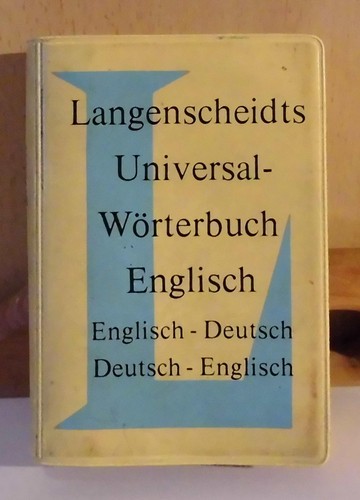 Langenscheidts
Universal-
Wörterbuch
Englisch
Englisch - Deutsch
Deutsch - Englisch